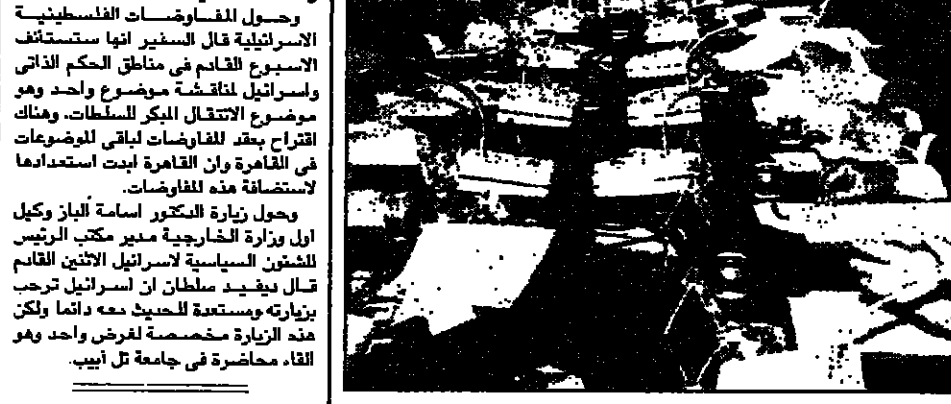 وحول المفاوضات الفلسطينية
الاسرائيلية قال السفير انها ستستئنف
الاسبوع القادم فى مناطق الحكم الذاتى
واسرائيل لمناقشة موضوع واحد وهو
موضوع الانتقال المبكر للسلطات، وهناك
اقتراح بعقد المفاوضات لباقى الموضوعات
فى القاهرة وان القاهرة ابدت استعدادها
لاستضافة هذه المفاوضات.
وحول زيارة الدكتور اسامة الباز وكيل
اول وزارة الخارجية مدير مكتب الرئيس
للشئون السياسية لاسرائيل الاثنين القادم
قال ديفيد سلطان ان اسرائيل ترحب
بزيارته ومستعدة للحديث معه دائما ولكن
هذه الزيارة مخصصة لغرض واحد وهو
القاء محاضرة فى جامعة تل أبيب.